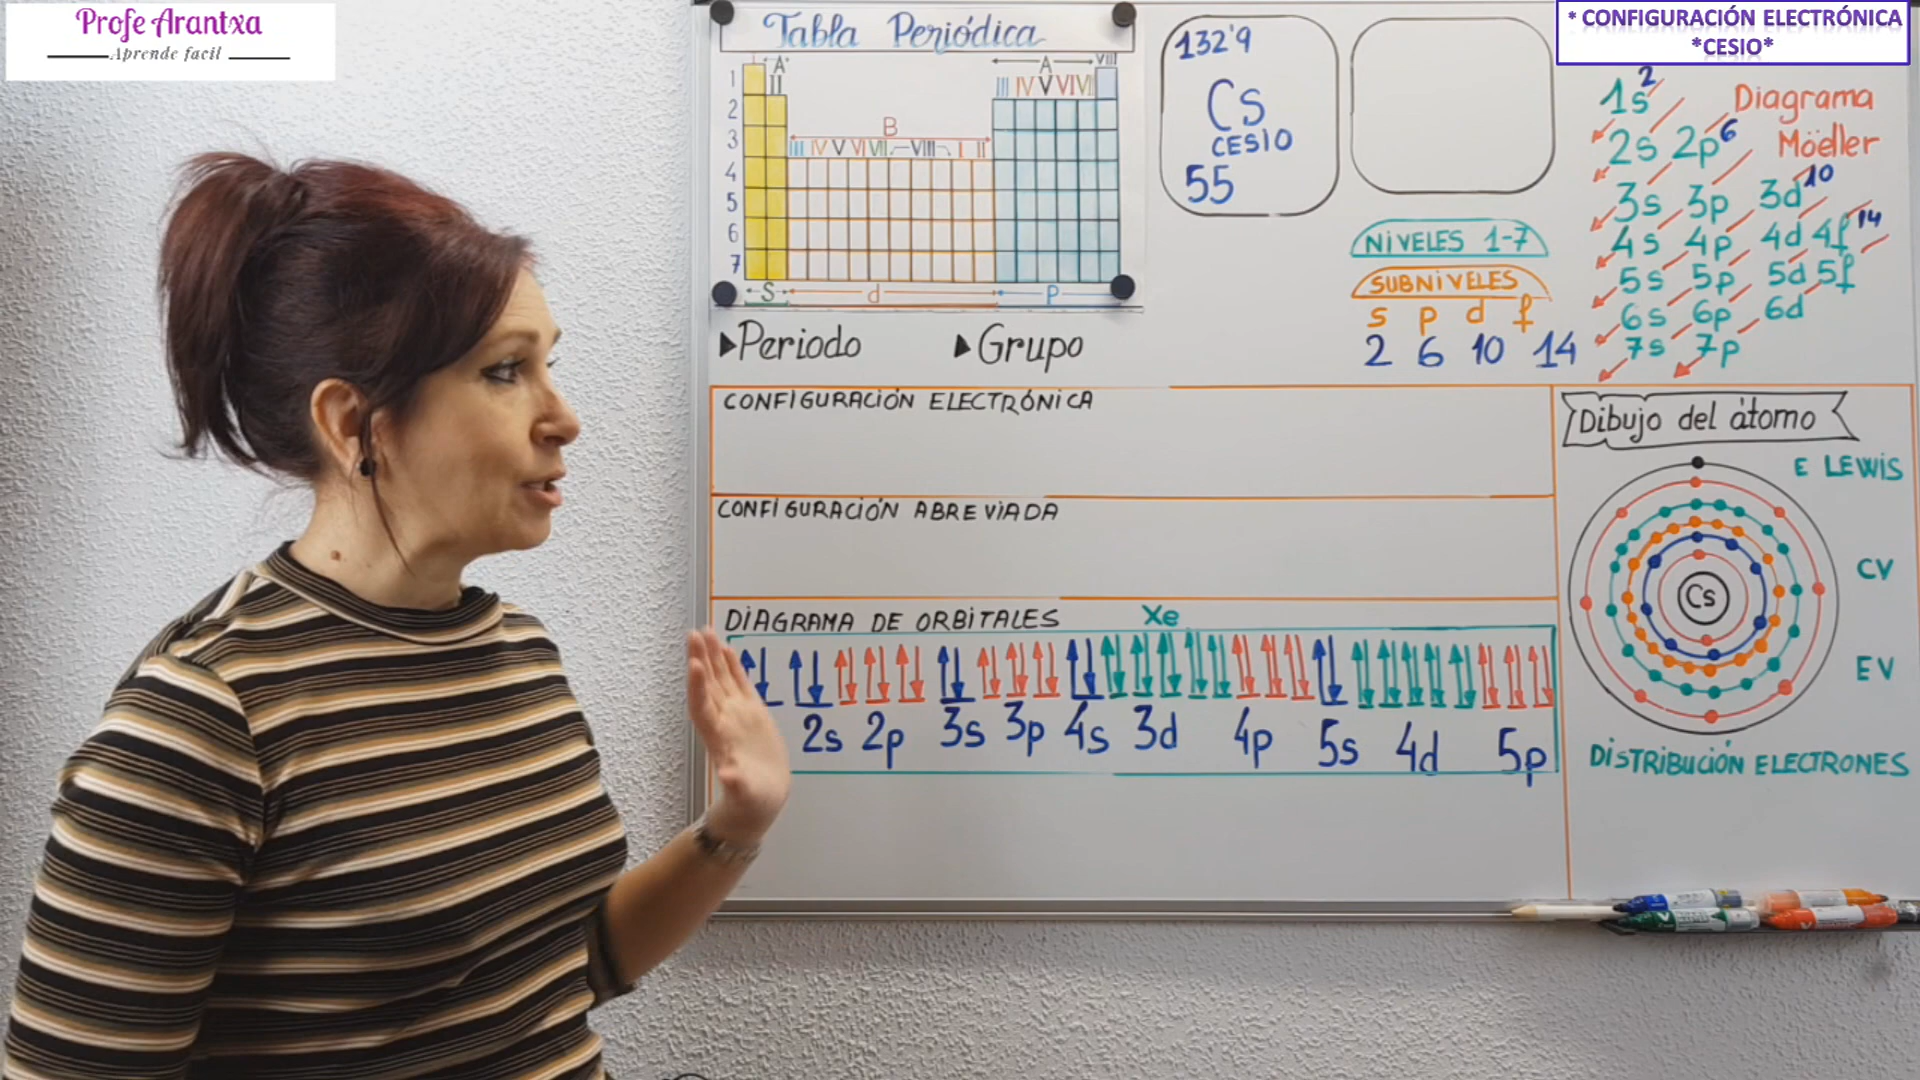 Profe Arantxa
Aprende facil
* CONFIGURACIÓN ELECTRÓNICA
*CESIO*
Tabla Periódica
A A VIII
II III IV V VI VII
B
III IV V VI VII VIII I II
1
2
3
4
5
6
7
S d P
▶Periodo ▶Grupo
132'9
Cs
CESIO
55
NIVELES 1-7
SUBNIVELES
s p d f
2 6 10 14
1s² Diagrama
2s 2p⁶ Möeller
3s 3p 3d¹⁰
4s 4p 4d 4f¹⁴
5s 5p 5d 5f
6s 6p 6d
7s 7p
CONFIGURACIÓN ELECTRÓNICA
CONFIGURACIÓN ABREVIADA
DIAGRAMA DE ORBITALES Xe
2s 2p 3s 3p 4s 3d 4p 5s 4d 5p
Dibujo del átomo
E LEWIS
CV
Cs
EV
DISTRIBUCIÓN ELECTRONES